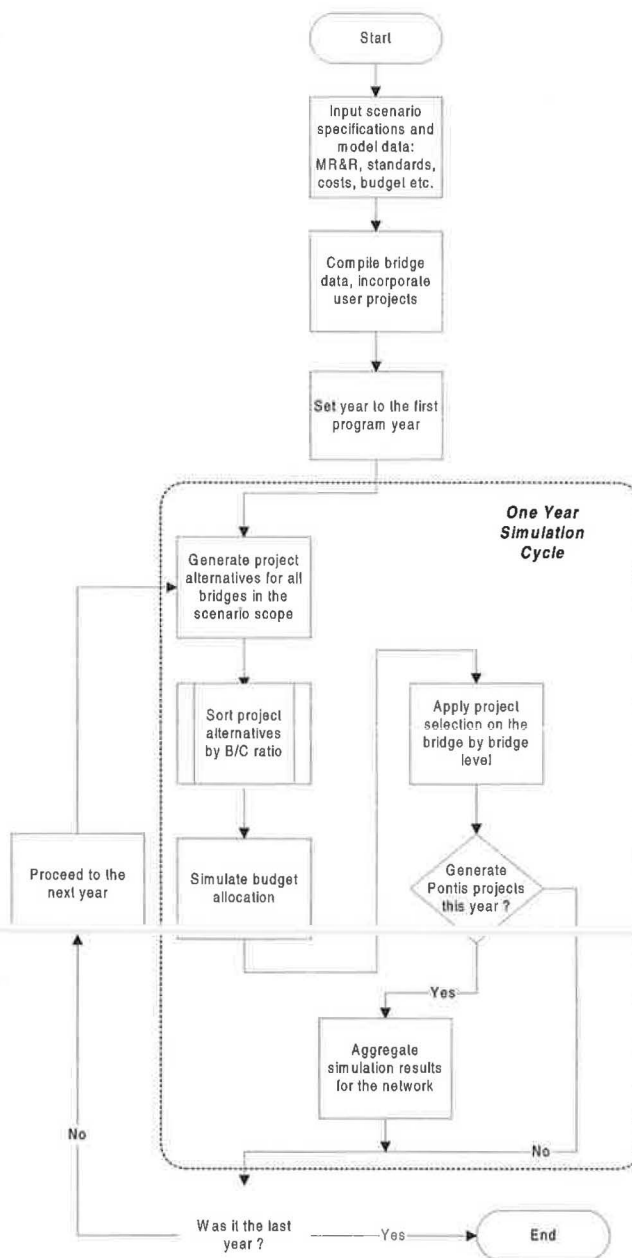 Start
Input scenario
specifications and
model data:
MR&R, standards,
costs, budget etc.
Compile bridge
data, incorporate
user projects
Set year to the first
program year
One Year
Simulation
Cycle
Generate project
alternatives for all
bridges in the
scenario scope
Sort project
alternatives
by B/C ratio
Apply project
selection on the
bridge by bridge
level
Proceed to the
next year
Simulate budget
allocation
Generate
Pontis projects
this year ?
Yes
Aggregate
simulation results
for the network
No
No
Was it the last
year ?
Yes
End